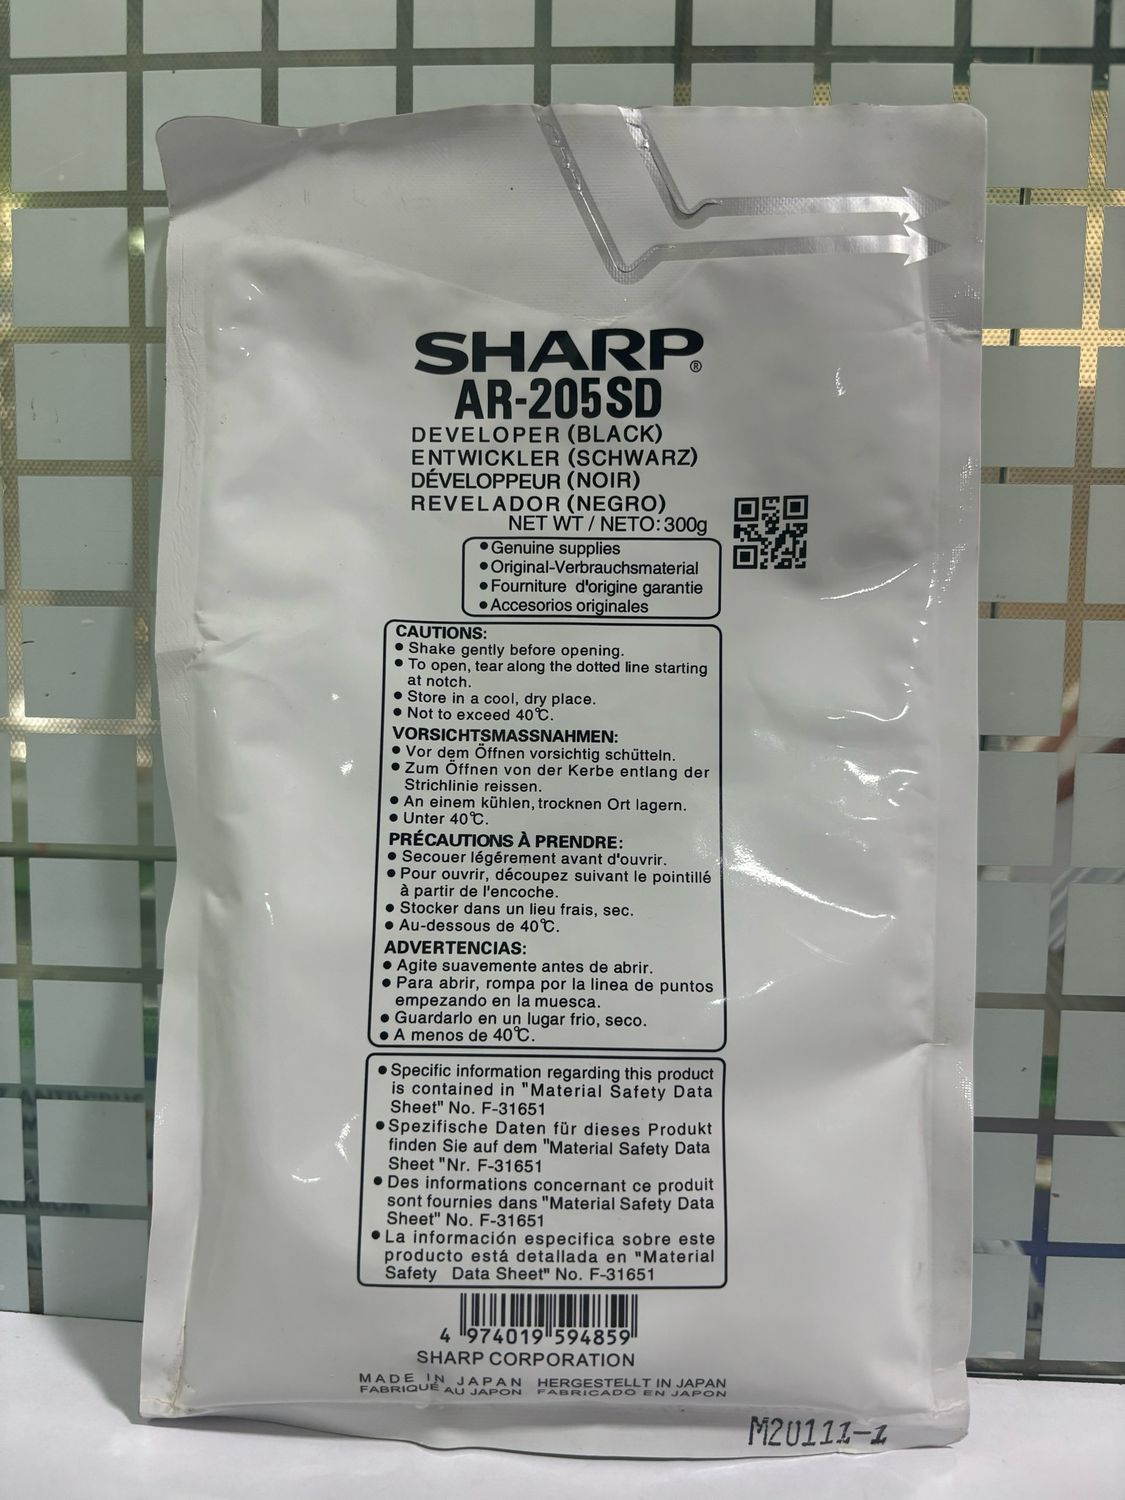 SHARP®
AR-205SD
DEVELOPER (BLACK)
ENTWICKLER (SCHWARZ)
DÉVELOPPEUR (NOIR)
REVELADOR (NEGRO)
NET WT / NETO: 300g
• Genuine supplies
• Original-Verbrauchsmaterial
• Fourniture d'origine garantie
• Accesorios originales
CAUTIONS:
• Shake gently before opening.
• To open, tear along the dotted line starting
at notch.
• Store in a cool, dry place.
• Not to exceed 40℃.
VORSICHTSMASSNAHMEN:
• Vor dem Öffnen vorsichtig schütteln.
• Zum Öffnen von der Kerbe entlang der
Strichlinie reissen.
• An einem kühlen, trocknen Ort lagern.
• Unter 40℃.
PRÉCAUTIONS À PRENDRE:
• Secouer légérement avant d'ouvrir.
• Pour ouvrir, découpez suivant le pointillé
à partir de l'encoche.
• Stocker dans un lieu frais, sec.
• Au-dessous de 40℃.
ADVERTENCIAS:
• Agite suavemente antes de abrir.
• Para abrir, rompa por la linea de puntos
empezando en la muesca.
• Guardarlo en un lugar frio, seco.
• A menos de 40℃.
• Specific information regarding this product
is contained in "Material Safety Data
Sheet" No. F-31651
• Spezifische Daten für dieses Produkt
finden Sie auf dem "Material Safety Data
Sheet "Nr. F-31651
• Des informations concernant ce produit
sont fournies dans "Material Safety Data
Sheet" No. F-31651
• La información especifica sobre este
producto está detallada en "Material
Safety Data Sheet" No. F-31651
4 974019 594859
SHARP CORPORATION
MADE IN JAPAN HERGESTELLT IN JAPAN
FABRIQUÉ AU JAPON FABRICADO EN JAPON
M20111-1